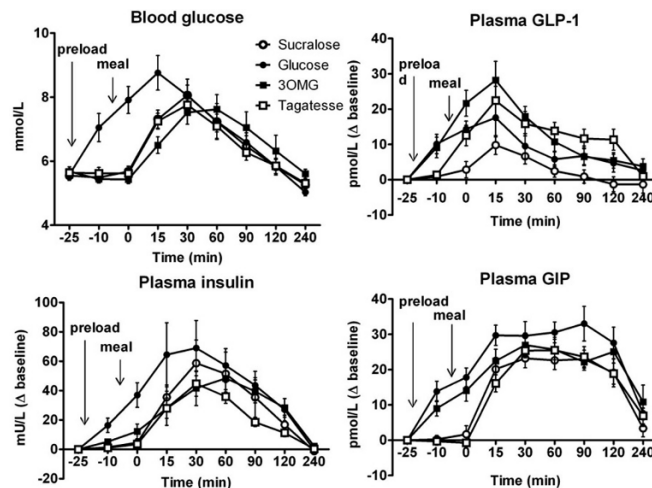 Blood glucose
preload
meal
Sucralose
Glucose
3OMG
Tagatesse
mmol/L
10
8
6
4
-25 -10 0 15 30 60 90 120 240
Time (min)
Plasma GLP-1
preloa
d
meal
pmol/L (Δ baseline)
40
30
20
10
0
-10
-25 -10 0 15 30 60 90 120 240
Time (min)
Plasma insulin
preload
meal
mU/L (Δ baseline)
100
80
60
40
20
0
-20
-25 -10 0 15 30 60 90 120 240
Time (min)
Plasma GIP
preload
meal
pmol/L (Δ baseline)
40
30
20
10
0
-10
-25 -10 0 15 30 60 90 120 240
Time (min)